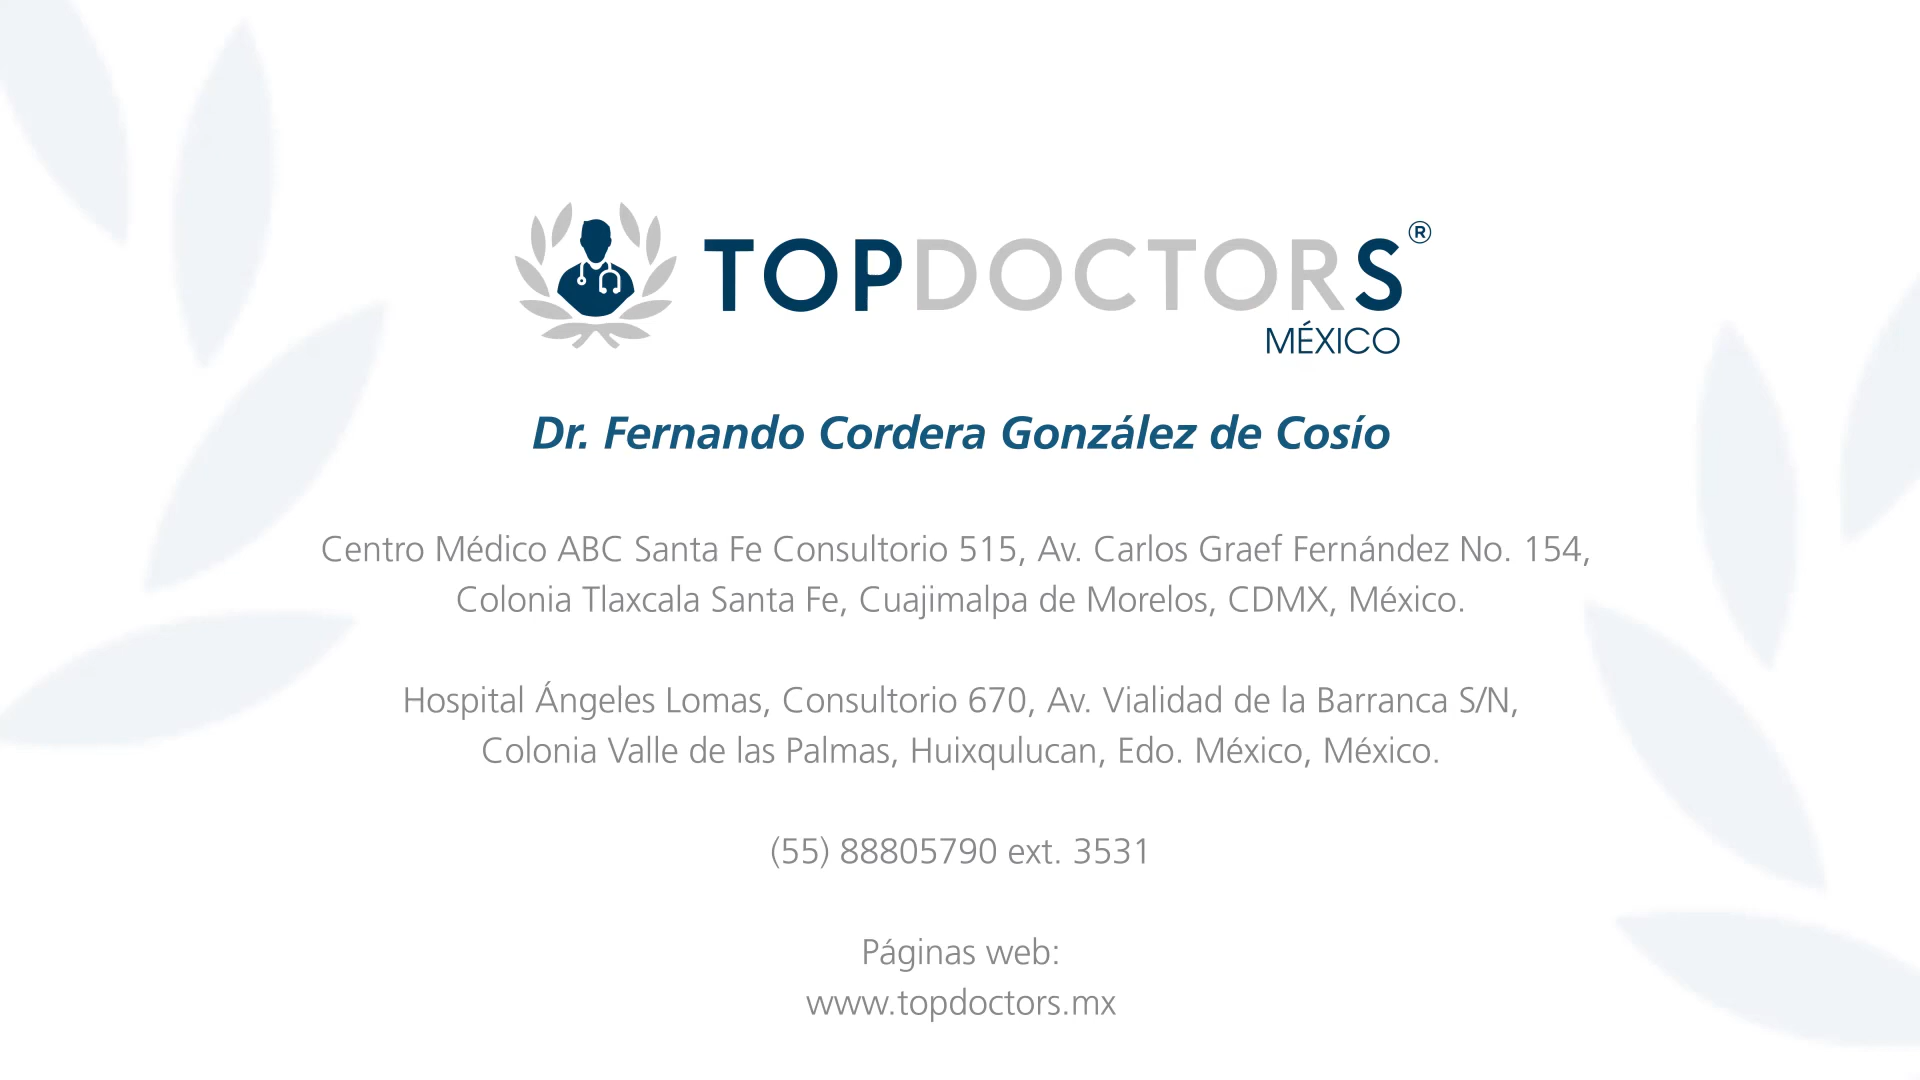 TOPDOCTORS®
MÉXICO
Dr. Fernando Cordera González de Cosío
Centro Médico ABC Santa Fe Consultorio 515, Av. Carlos Graef Fernández No. 154,
Colonia Tlaxcala Santa Fe, Cuajimalpa de Morelos, CDMX, México.
Hospital Ángeles Lomas, Consultorio 670, Av. Vialidad de la Barranca S/N,
Colonia Valle de las Palmas, Huixqulucan, Edo. México, México.
(55) 88805790 ext. 3531
Páginas web:
www.topdoctors.mx